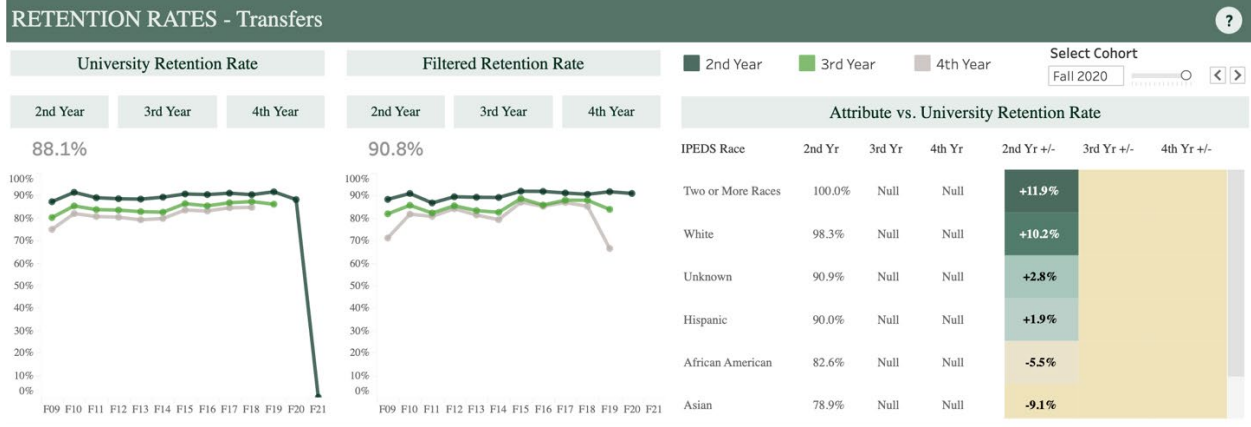 RETENTION RATES - Transfers
?
University Retention Rate
Filtered Retention Rate
2nd Year
3rd Year
4th Year
Select Cohort
Fall 2020
< >
2nd Year 3rd Year 4th Year
2nd Year 3rd Year 4th Year
Attribute vs. University Retention Rate
88.1%
90.8%
IPEDS Race 2nd Yr 3rd Yr 4th Yr 2nd Yr +/- 3rd Yr +/- 4th Yr +/-
Two or More Races 100.0% Null Null +11.9%
White 98.3% Null Null +10.2%
Unknown 90.9% Null Null +2.8%
Hispanic 90.0% Null Null +1.9%
African American 82.6% Null Null -5.5%
Asian 78.9% Null Null -9.1%
100%
90%
80%
70%
60%
50%
40%
30%
20%
10%
0%
F09 F10 F11 F12 F13 F14 F15 F16 F17 F18 F19 F20 F21
100%
90%
80%
70%
60%
50%
40%
30%
20%
10%
0%
F09 F10 F11 F12 F13 F14 F15 F16 F17 F18 F19 F20 F21